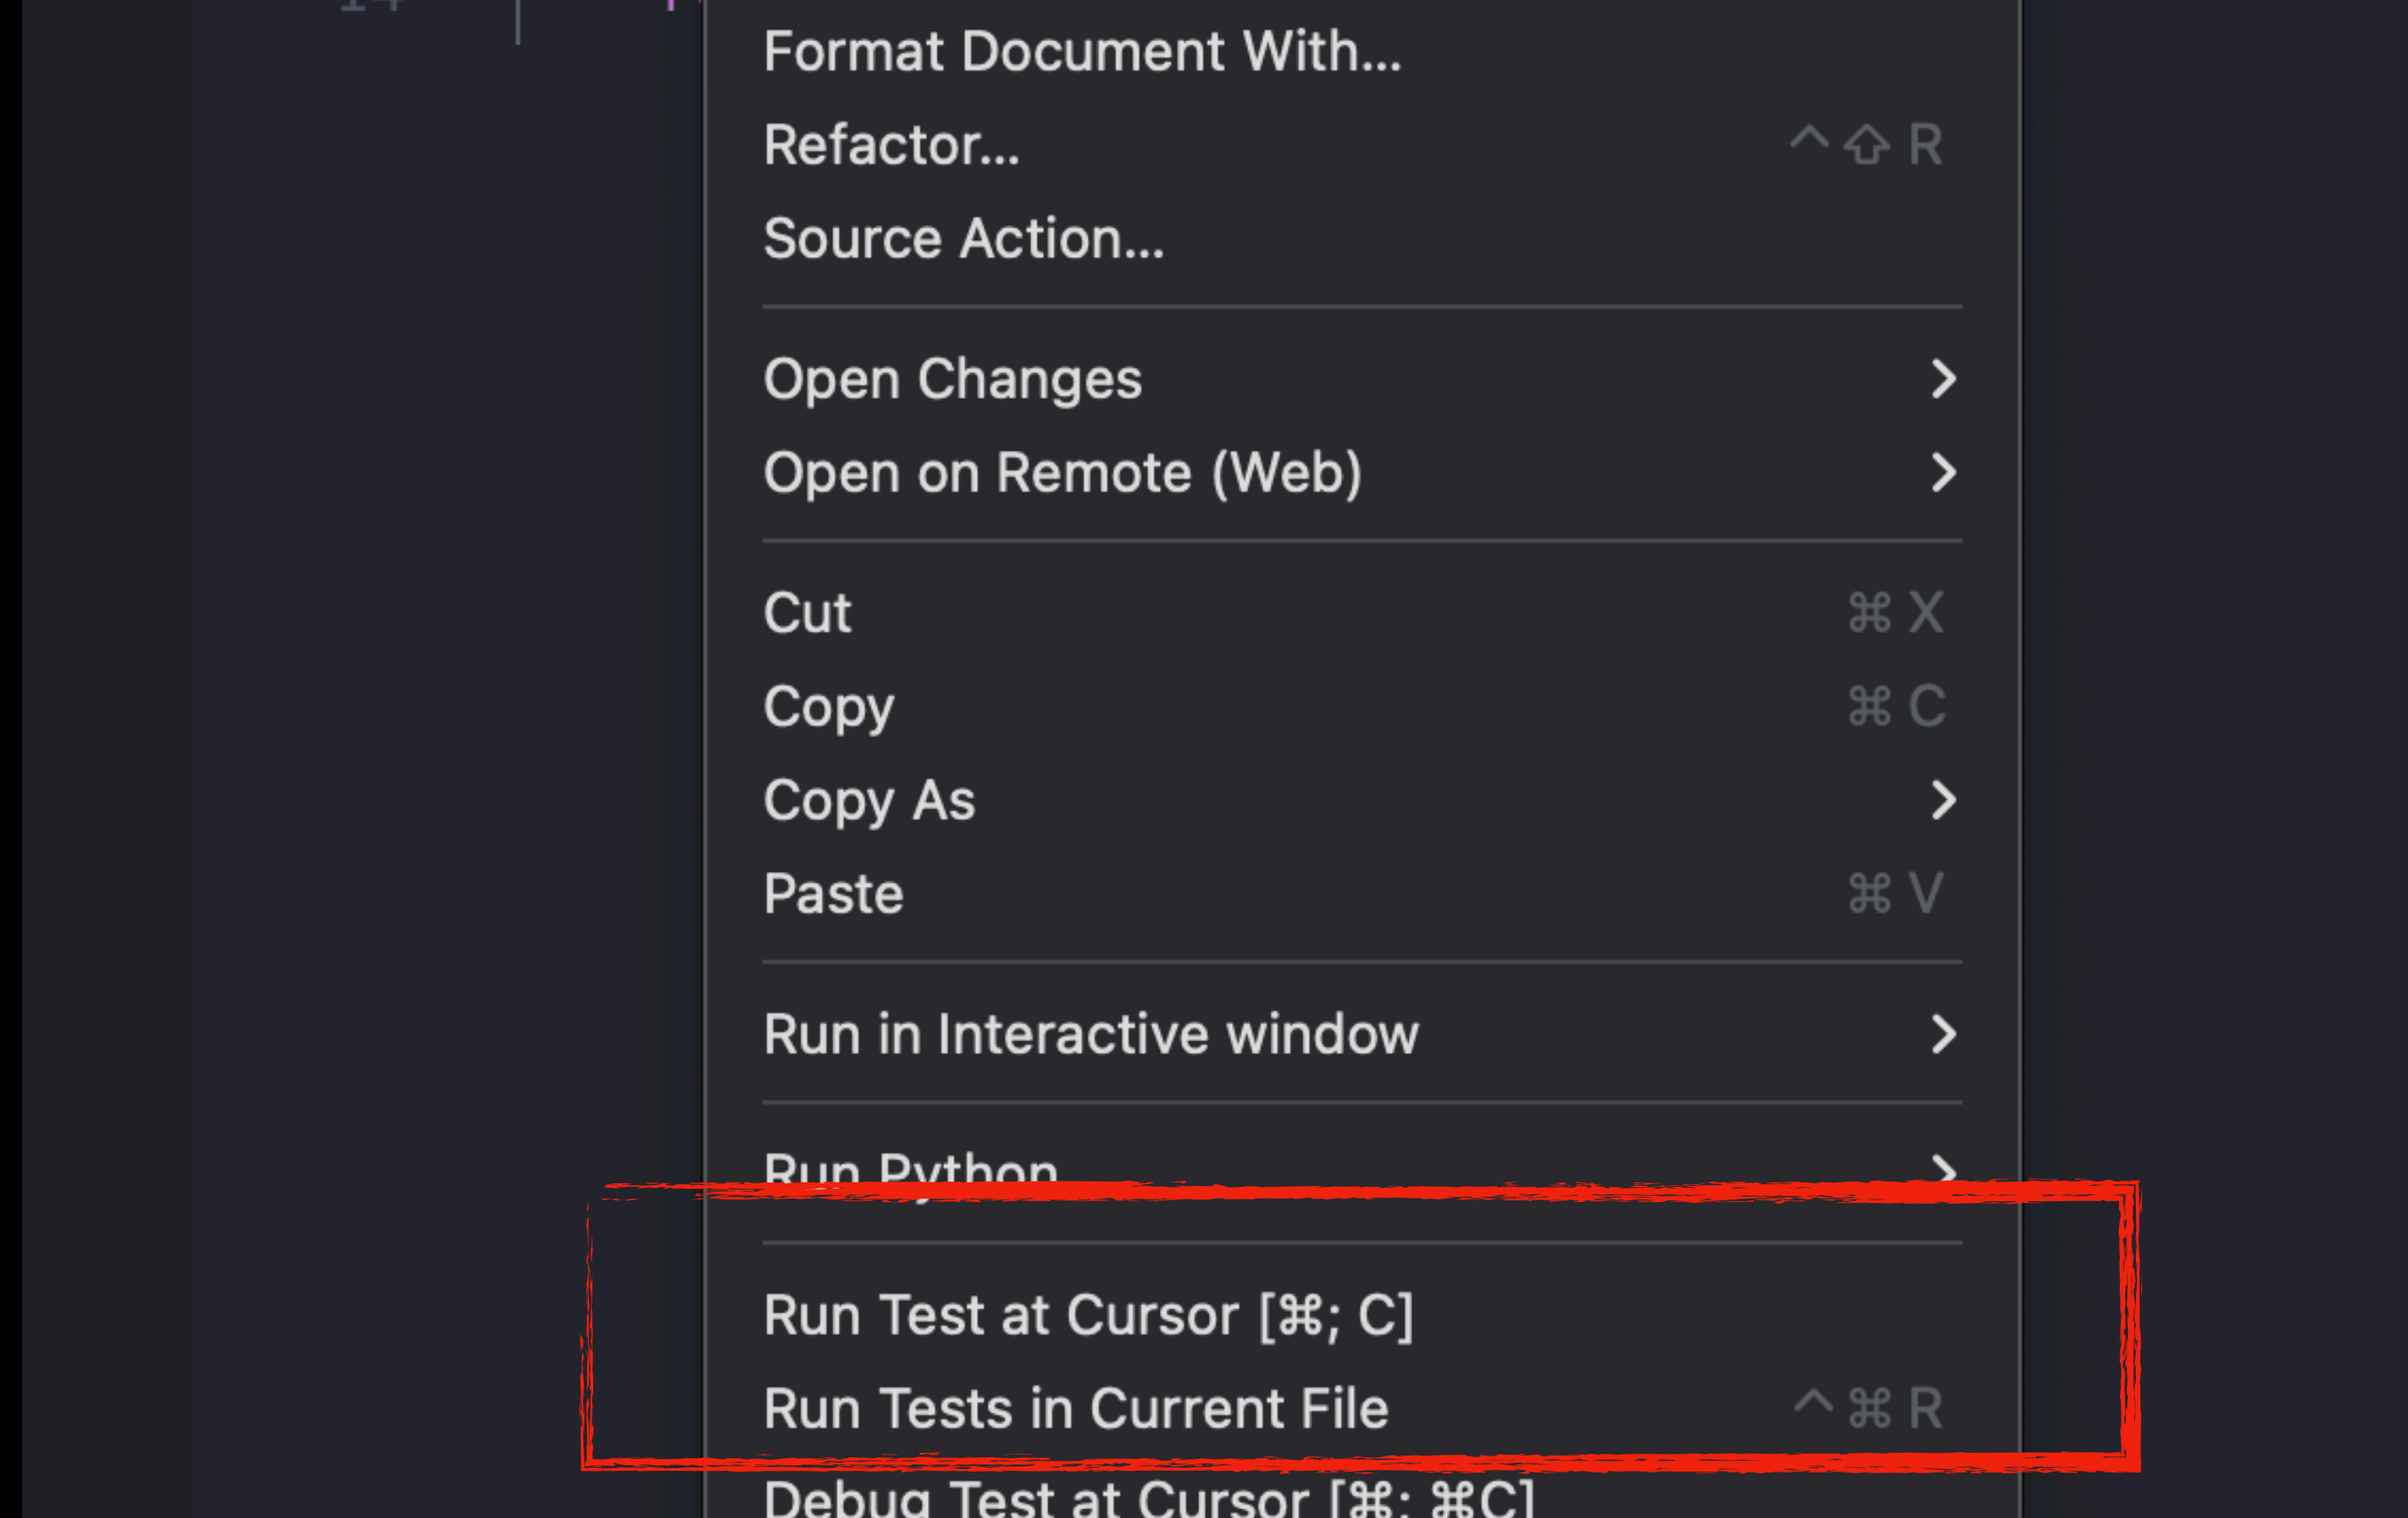 14
Format Document With...
Refactor... ^⇧R
Source Action...
Open Changes
Open on Remote (Web)
Cut ⌘X
Copy ⌘C
Copy As
Paste ⌘V
Run in Interactive window
Run Python
Run Test at Cursor [⌘; C]
Run Tests in Current File ^⌘R
Debug Test at Cursor [⌘; ⌘C]